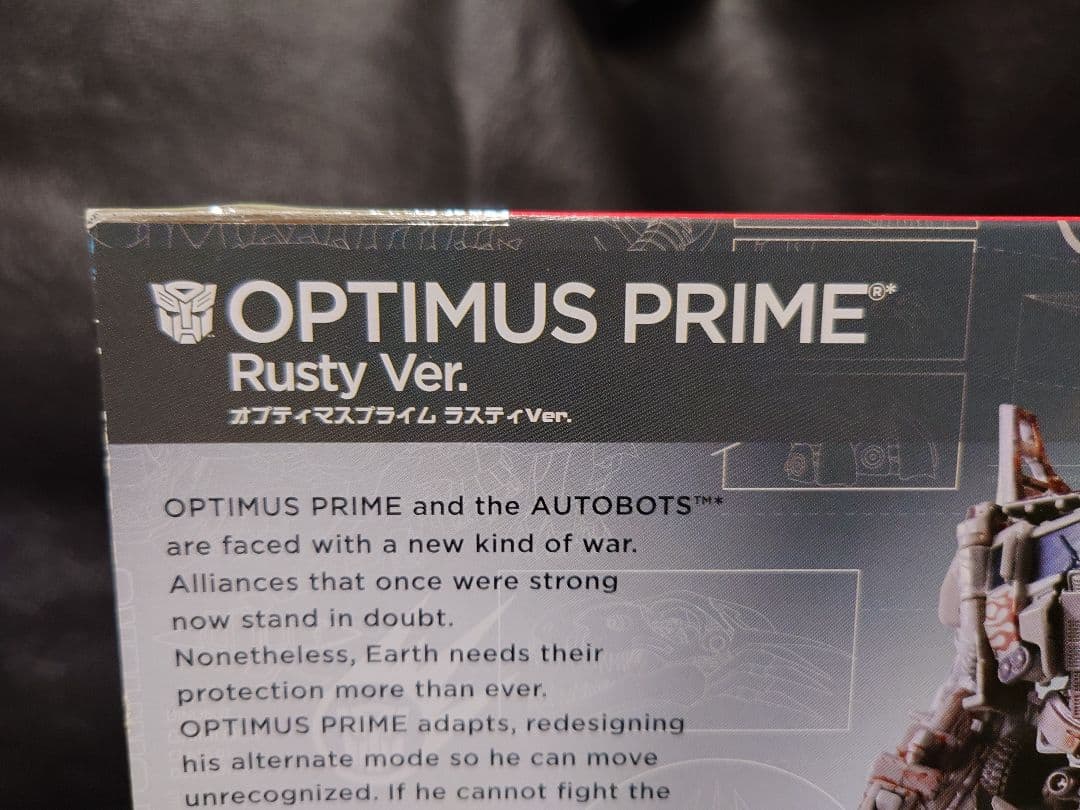 OPTIMUS PRIME®*
Rusty Ver.
オプティマスプライム ラスティVer.
OPTIMUS PRIME and the AUTOBOTS™*
are faced with a new kind of war.
Alliances that once were strong
now stand in doubt.
Nonetheless, Earth needs their
protection more than ever.
OPTIMUS PRIME adapts, redesigning
his alternate mode so he can move
unrecognized. If he cannot fight the